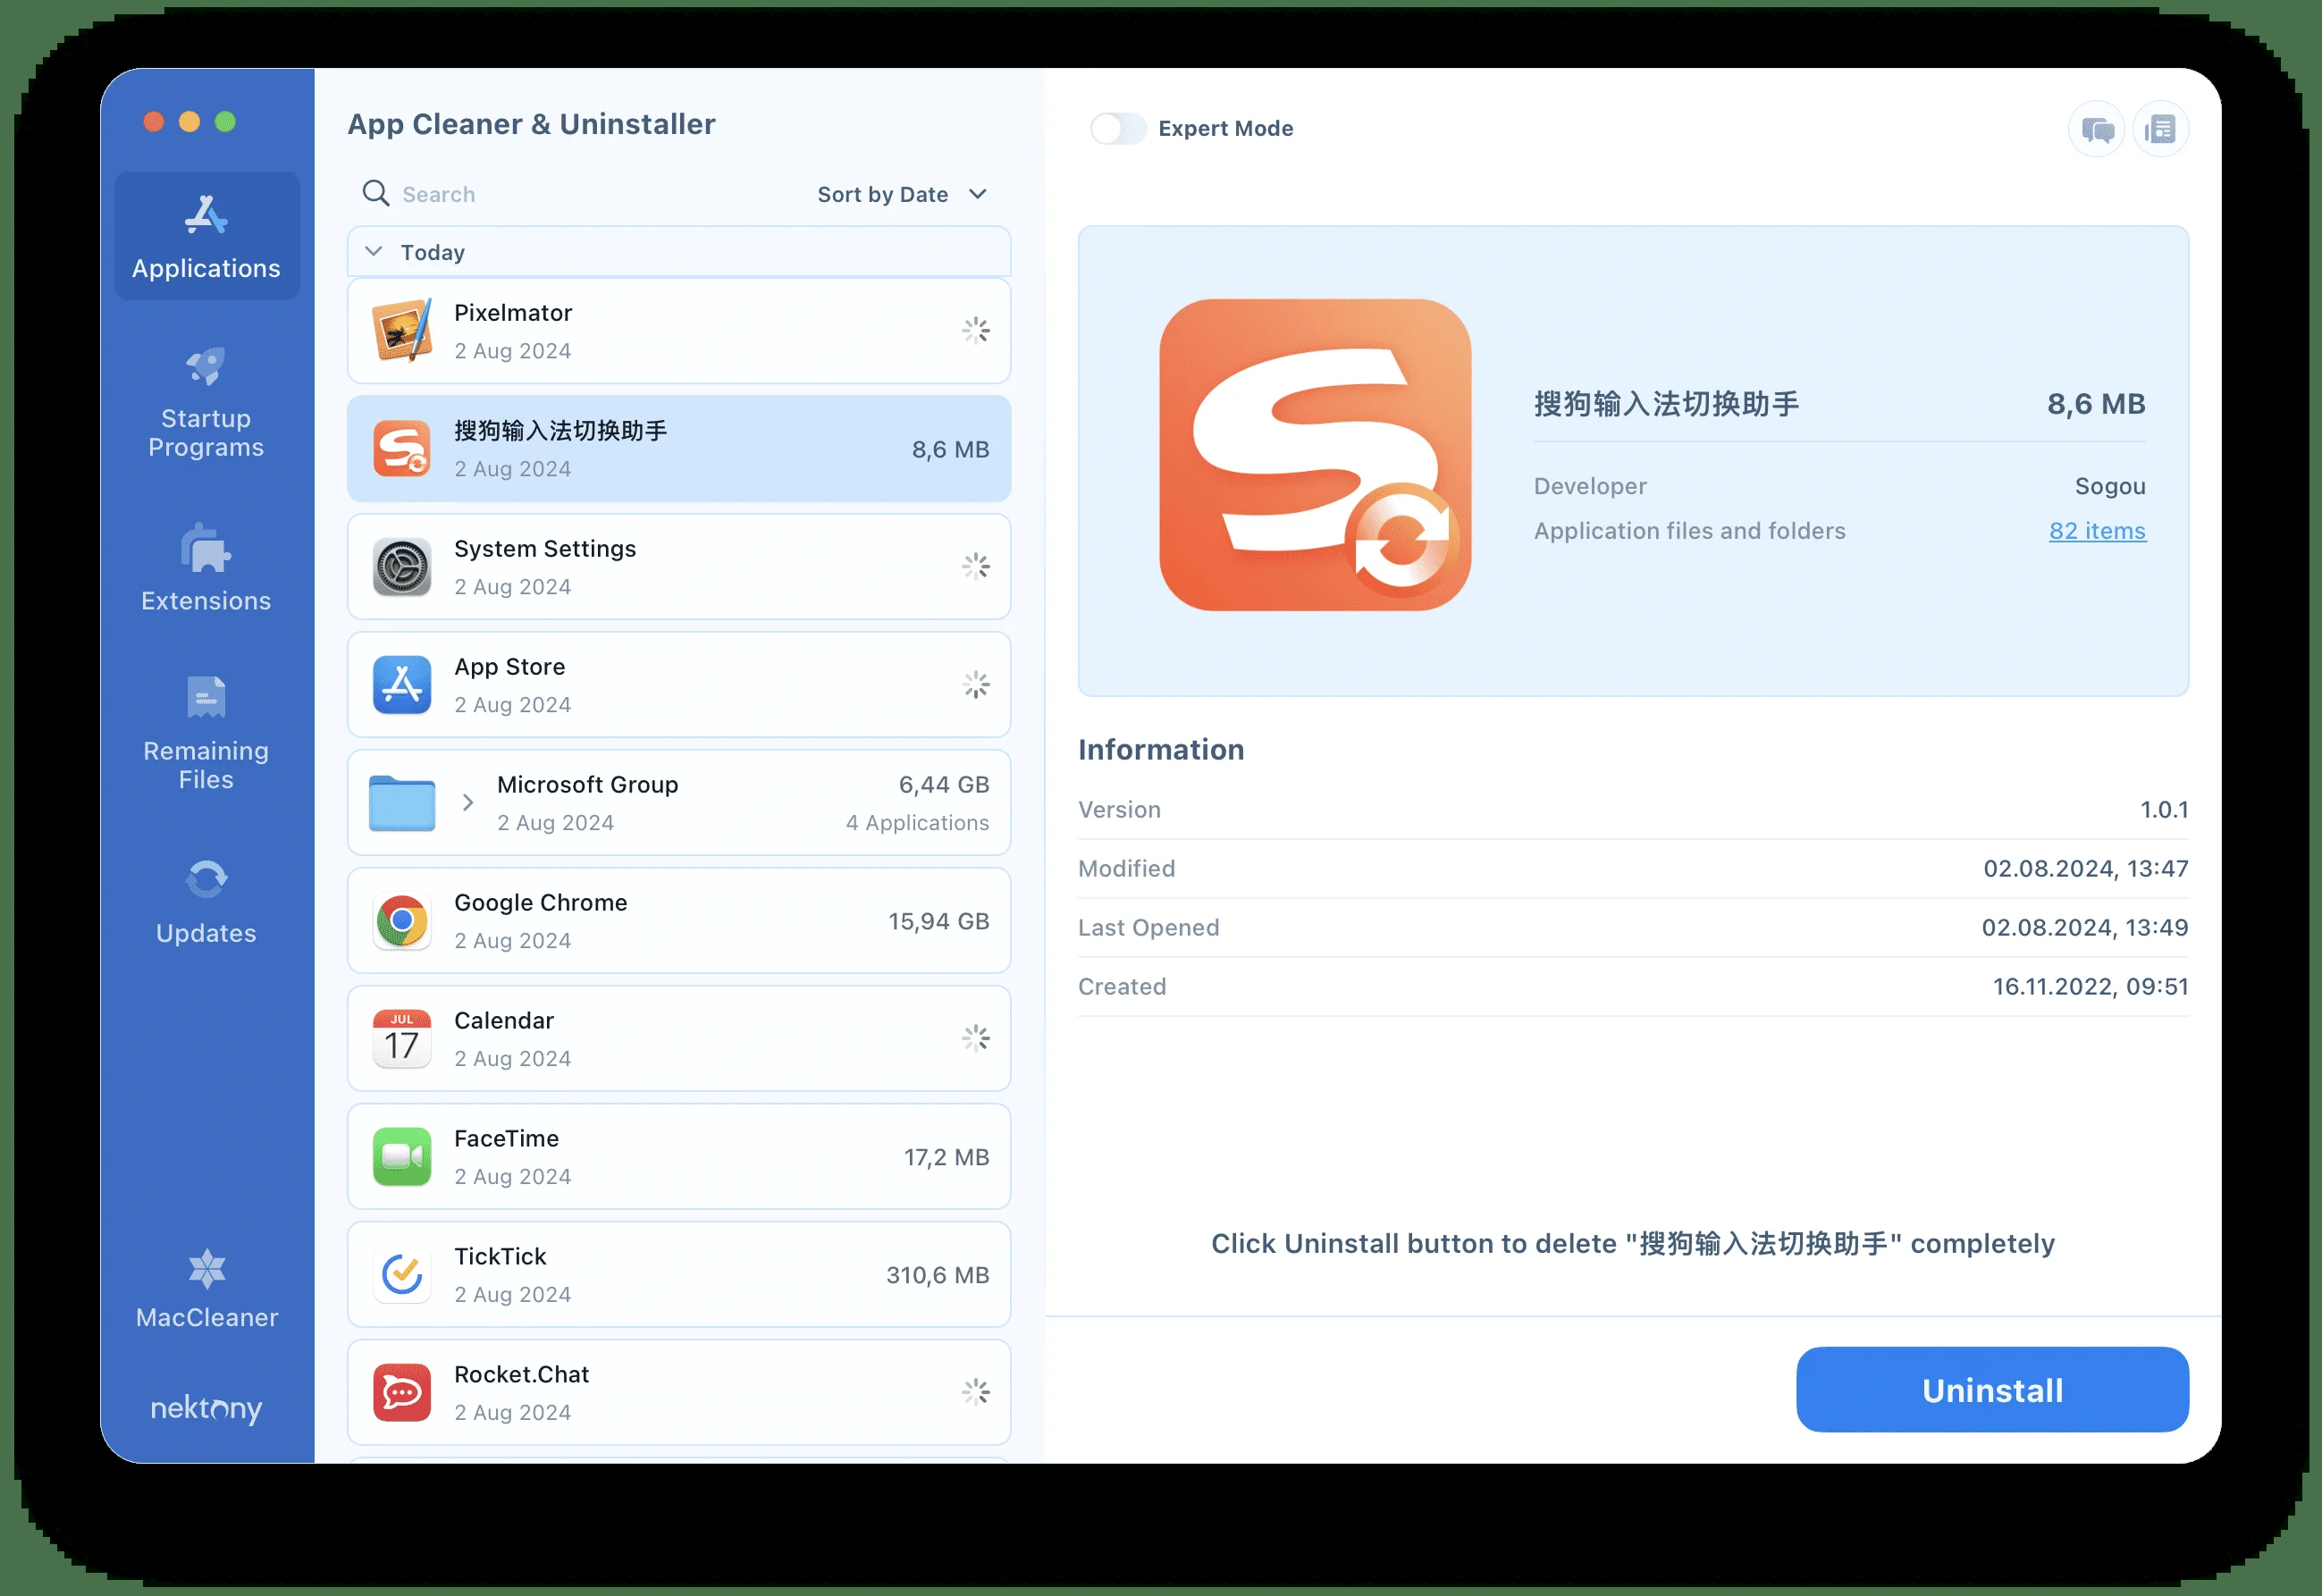 Applications
Startup
Programs
Extensions
Remaining
Files
Updates
MacCleaner
nektony
App Cleaner & Uninstaller
Search
Sort by Date
Today
Pixelmator
2 Aug 2024
搜狗输入法切换助手
2 Aug 2024
8,6 MB
System Settings
2 Aug 2024
App Store
2 Aug 2024
Microsoft Group
6,44 GB
2 Aug 2024
4 Applications
Google Chrome
2 Aug 2024
15,94 GB
JUL
17
Calendar
2 Aug 2024
FaceTime
2 Aug 2024
17,2 MB
TickTick
2 Aug 2024
310,6 MB
Rocket.Chat
2 Aug 2024
Expert Mode
搜狗输入法切换助手 8,6 MB
Developer Sogou
Application files and folders 82 items
Information
Version 1.0.1
Modified 02.08.2024, 13:47
Last Opened 02.08.2024, 13:49
Created 16.11.2022, 09:51
Click Uninstall button to delete "搜狗输入法切换助手" completely
Uninstall